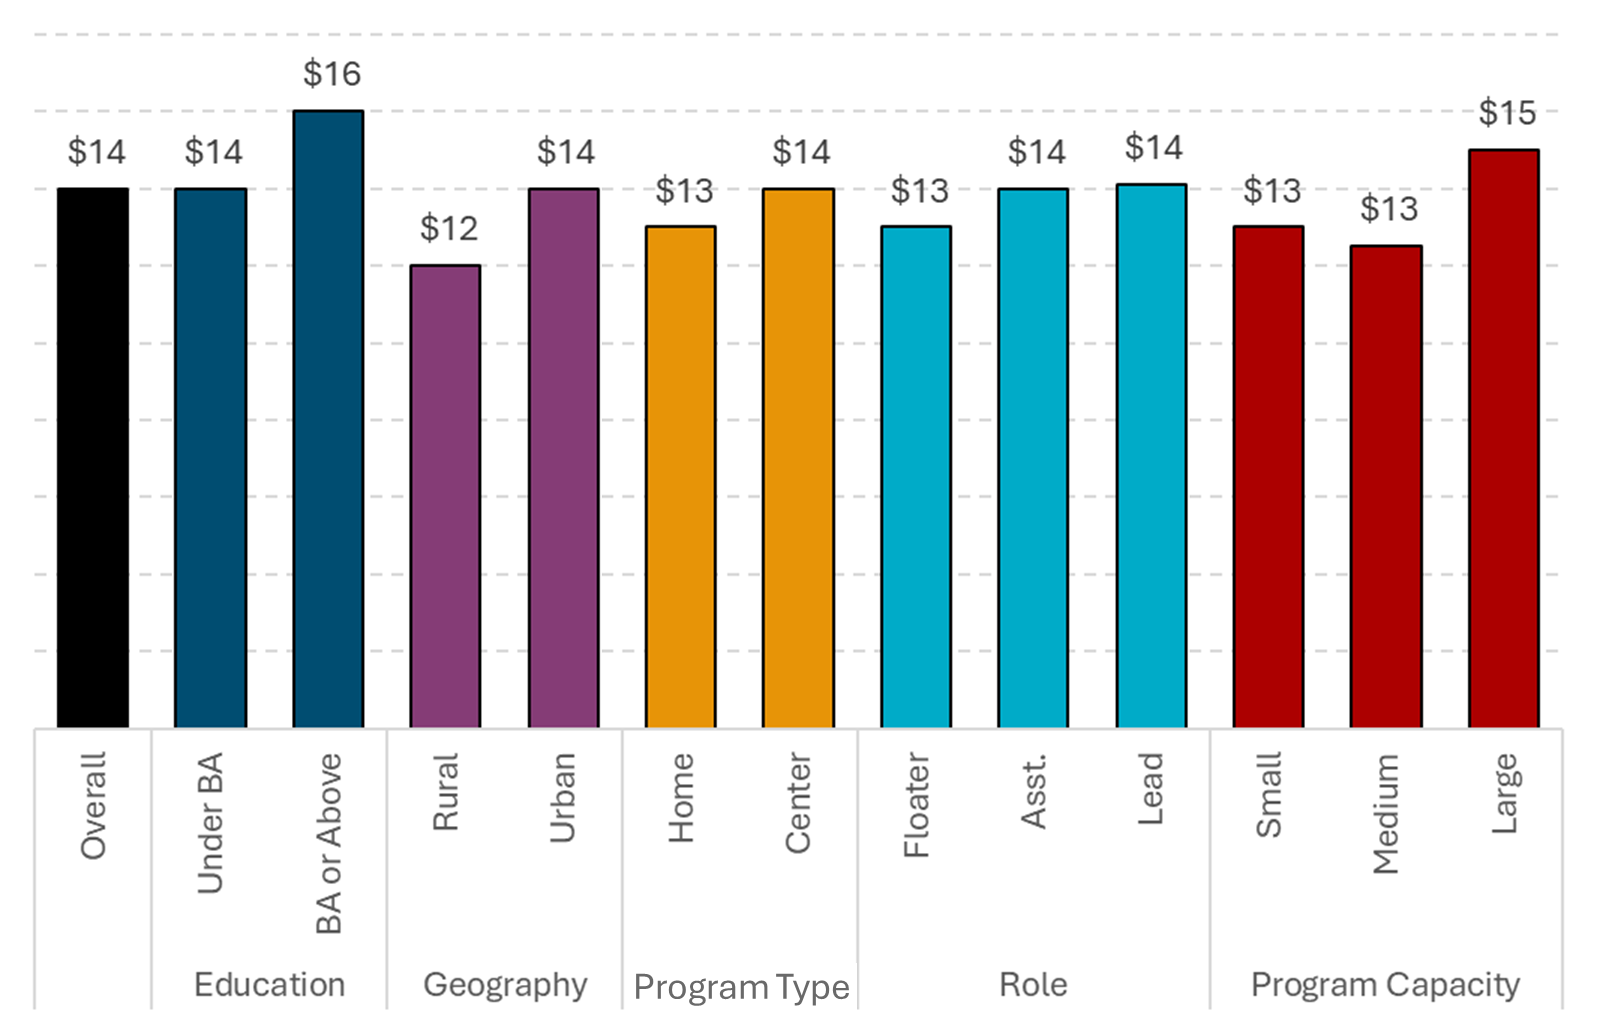 $14
$14
$16
$12
$14
$13
$14
$13
$14
$14
$13
$13
$15
Overall
Under BA
BA or Above
Rural
Urban
Home
Center
Floater
Asst.
Lead
Small
Medium
Large
Education
Geography
Program Type
Role
Program Capacity